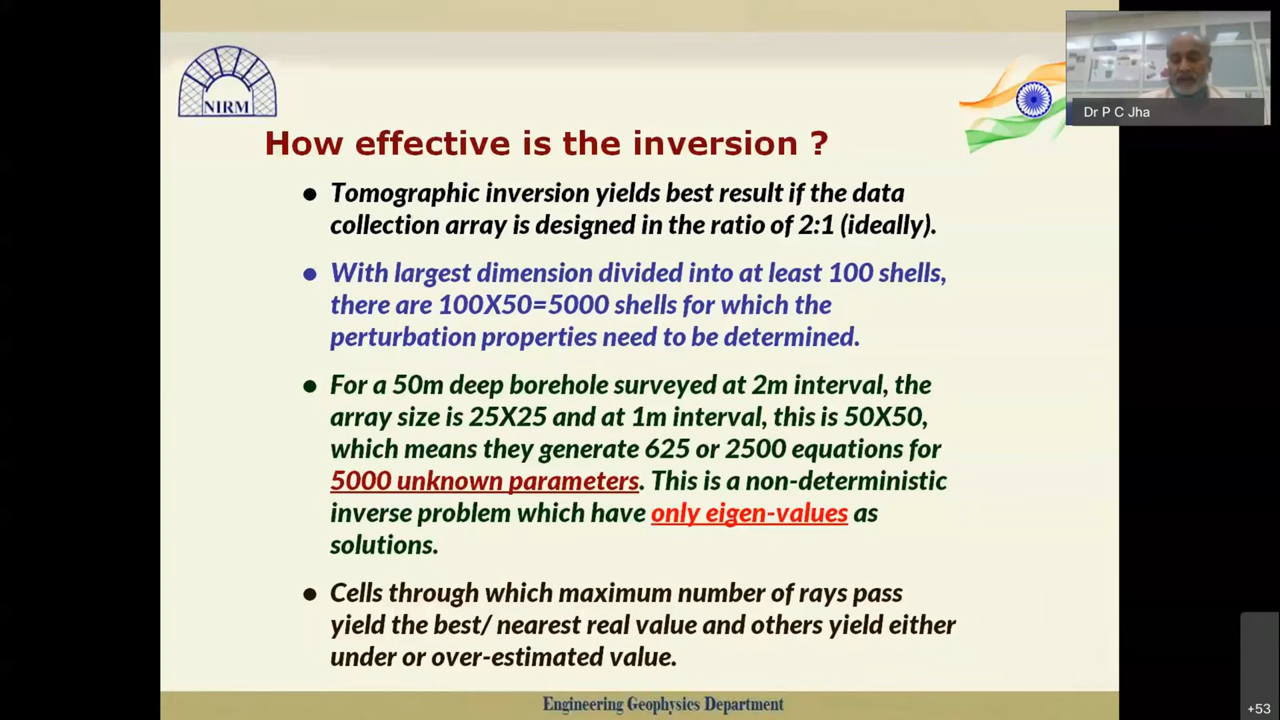 NIRM
Dr P C Jha
How effective is the inversion ?
● Tomographic inversion yields best result if the data
collection array is designed in the ratio of 2:1 (ideally).
● With largest dimension divided into at least 100 shells,
there are 100X50=5000 shells for which the
perturbation properties need to be determined.
● For a 50m deep borehole surveyed at 2m interval, the
array size is 25X25 and at 1m interval, this is 50X50,
which means they generate 625 or 2500 equations for
5000 unknown parameters. This is a non-deterministic
inverse problem which have only eigen-values as
solutions.
● Cells through which maximum number of rays pass
yield the best/ nearest real value and others yield either
under or over-estimated value.
Engineering Geophysics Department
+53